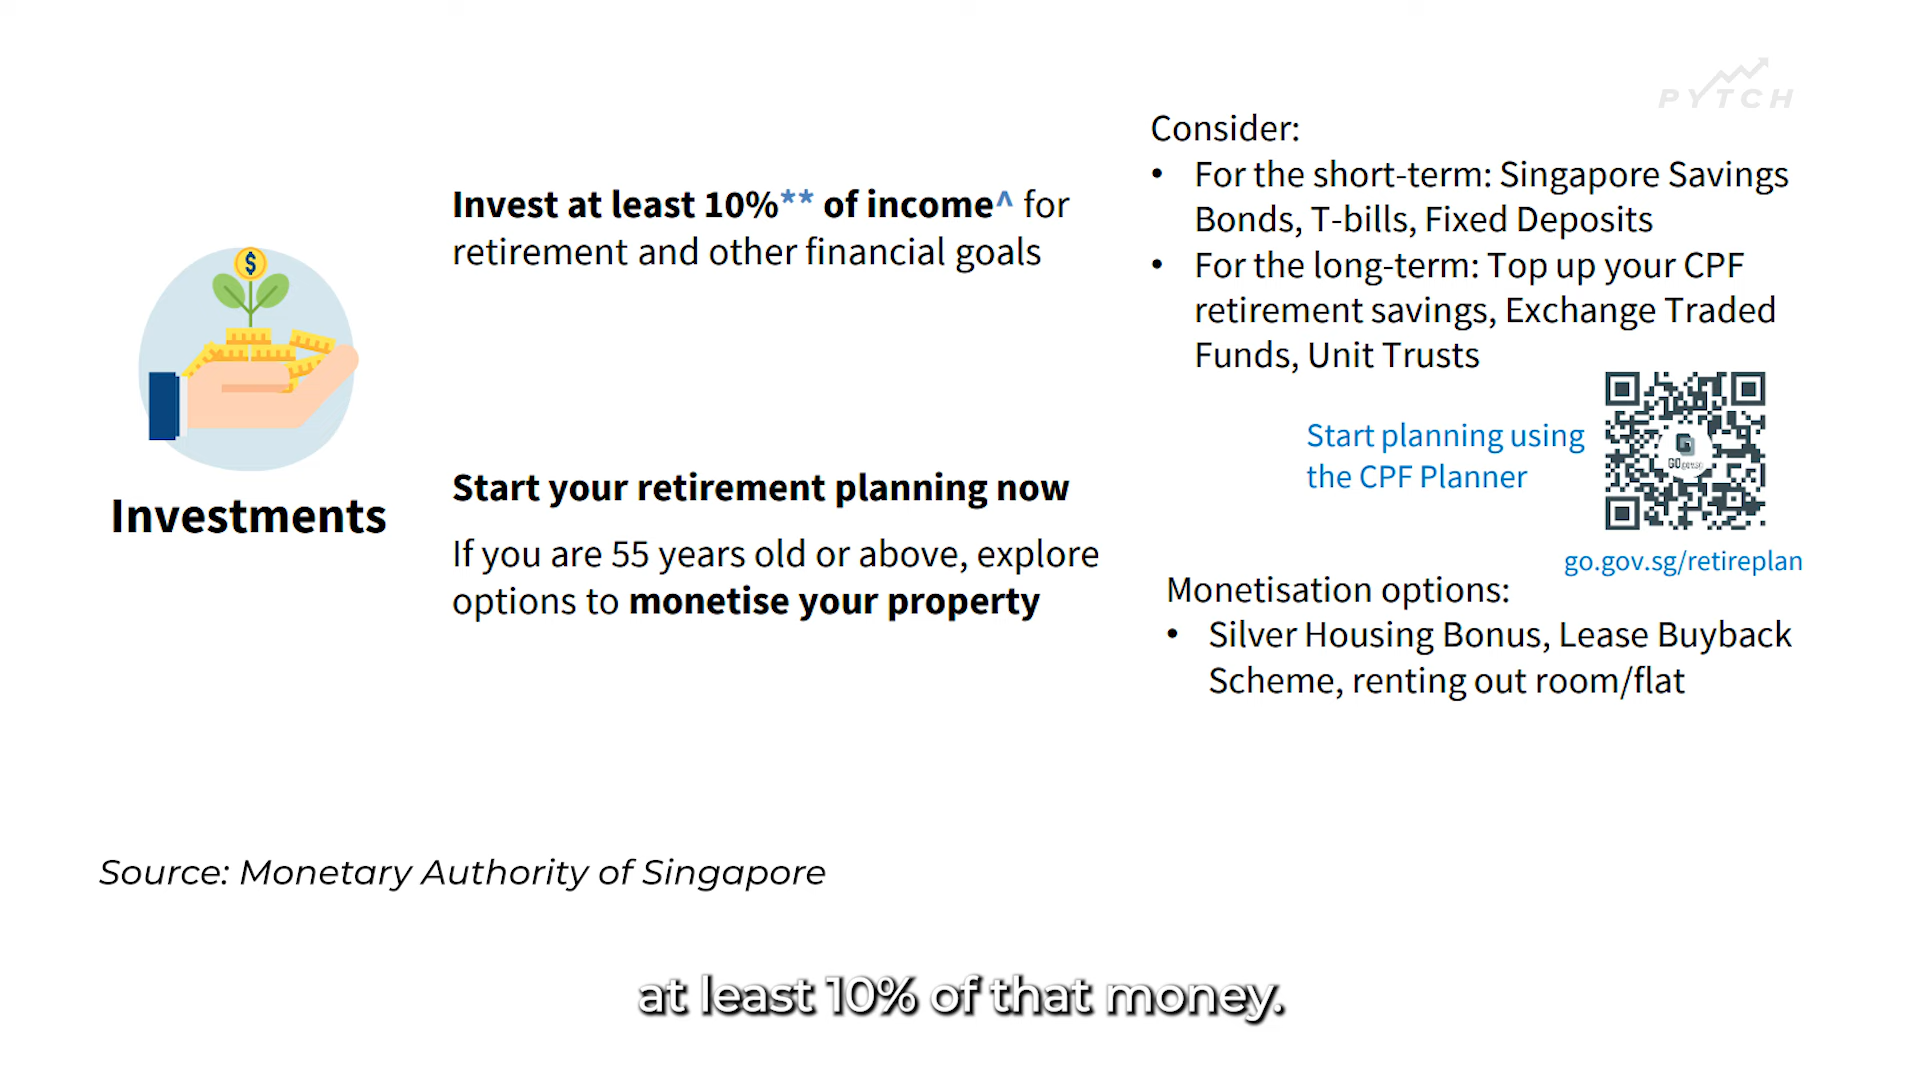 PYTCH
Invest at least 10%** of income^ for
retirement and other financial goals
Consider:
• For the short-term: Singapore Savings
Bonds, T-bills, Fixed Deposits
• For the long-term: Top up your CPF
retirement savings, Exchange Traded
Funds, Unit Trusts
Start planning using
the CPF Planner
GOgov.sg
go.gov.sg/retireplan
$
Investments
Start your retirement planning now
If you are 55 years old or above, explore
options to monetise your property
Monetisation options:
• Silver Housing Bonus, Lease Buyback
Scheme, renting out room/flat
Source: Monetary Authority of Singapore
at least 10% of that money.